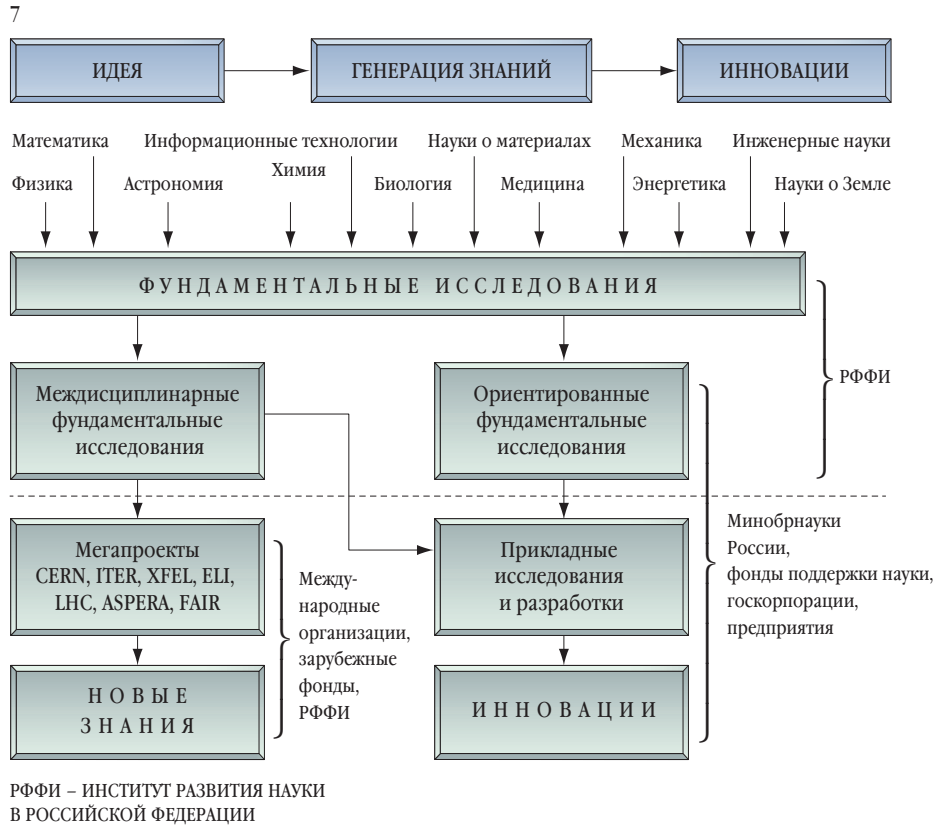 7
ИДЕЯ
ГЕНЕРАЦИЯ ЗНАНИЙ
ИННОВАЦИИ
Математика
Информационные технологии
Науки о материалах
Механика
Инженерные науки
Физика
Астрономия
Химия
Биология
Медицина
Энергетика
Науки о Земле
ФУНДАМЕНТАЛЬНЫЕ ИССЛЕДОВАНИЯ
РФФИ
Междисциплинарные
фундаментальные
исследования
Ориентированные
фундаментальные
исследования
Мегапроекты
CERN, ITER, XFEL, ELI,
LHC, ASPERA, FAIR
Между-
народные
организации,
зарубежные
фонды,
РФФИ
Прикладные
исследования
и разработки
Минобрнауки
России,
фонды поддержки науки,
госкорпорации,
предприятия
НОВЫЕ
ЗНАНИЯ
ИННОВАЦИИ
РФФИ – ИНСТИТУТ РАЗВИТИЯ НАУКИ
В РОССИЙСКОЙ ФЕДЕРАЦИИ